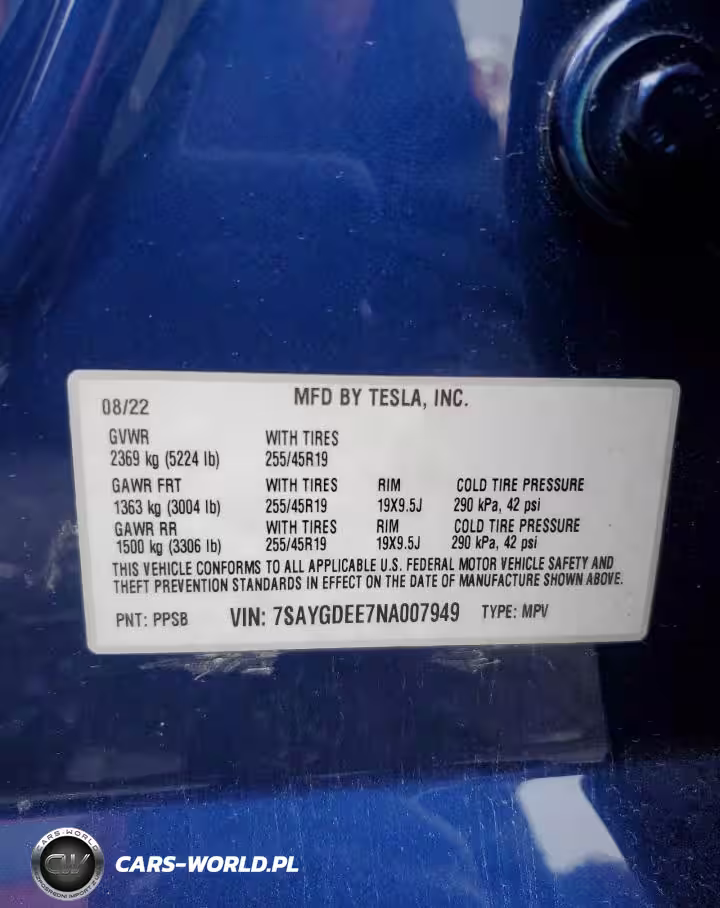 08/22 MFD BY TESLA, INC.
GVWR WITH TIRES
2369 kg (5224 lb) 255/45R19
GAWR FRT WITH TIRES RIM COLD TIRE PRESSURE
1363 kg (3004 lb) 255/45R19 19X9.5J 290 kPa, 42 psi
GAWR RR WITH TIRES RIM COLD TIRE PRESSURE
1500 kg (3306 lb) 255/45R19 19X9.5J 290 kPa, 42 psi
THIS VEHICLE CONFORMS TO ALL APPLICABLE U.S. FEDERAL MOTOR VEHICLE SAFETY AND
THEFT PREVENTION STANDARDS IN EFFECT ON THE DATE OF MANUFACTURE SHOWN ABOVE.
PNT: PPSB VIN: 7SAYGDEE7NA007949 TYPE: MPV
CARS-WORLD
CW
CARS-WORLD.PL